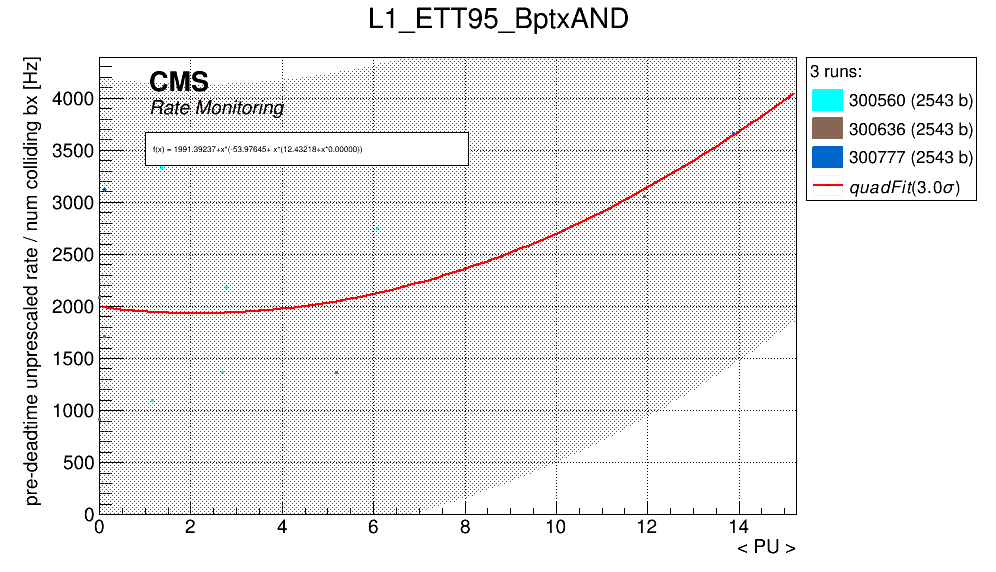 L1_ETT95_BptxAND
pre-deadtime unprescaled rate / num colliding bx [Hz]
CMS
Rate Monitoring
f(x) = 1991.39237+x*(-53.97645+ x*(12.43218+x*0.00000))
4000
3500
3000
2500
2000
1500
1000
500
0
0 2 4 6 8 10 12 14
< PU >
3 runs:
300560 (2543 b)
300636 (2543 b)
300777 (2543 b)
quadFit(3.0σ)